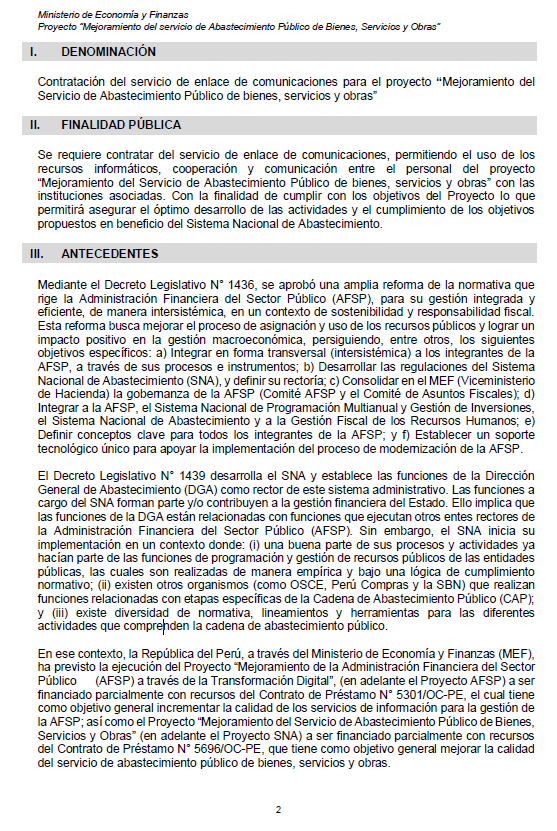 Ministerio de Economía y Finanzas
Proyecto "Mejoramiento del servicio de Abastecimiento Público de Bienes, Servicios y Obras"
I. DENOMINACIÓN
Contratación del servicio de enlace de comunicaciones para el proyecto "Mejoramiento del
Servicio de Abastecimiento Público de bienes, servicios y obras"
II. FINALIDAD PÚBLICA
Se requiere contratar del servicio de enlace de comunicaciones, permitiendo el uso de los
recursos informáticos, cooperación y comunicación entre el personal del proyecto
"Mejoramiento del Servicio de Abastecimiento Público de bienes, servicios y obras" con las
instituciones asociadas. Con la finalidad de cumplir con los objetivos del Proyecto lo que
permitirá asegurar el óptimo desarrollo de las actividades y el cumplimiento de los objetivos
propuestos en beneficio del Sistema Nacional de Abastecimiento.
III. ANTECEDENTES
Mediante el Decreto Legislativo N° 1436, se aprobó una amplia reforma de la normativa que
rige la Administración Financiera del Sector Público (AFSP), para su gestión integrada y
eficiente, de manera intersistémica, en un contexto de sostenibilidad y responsabilidad fiscal.
Esta reforma busca mejorar el proceso de asignación y uso de los recursos públicos y lograr un
impacto positivo en la gestión macroeconómica, persiguiendo, entre otros, los siguientes
objetivos específicos: a) Integrar en forma transversal (intersistémica) a los integrantes de la
AFSP, a través de sus procesos e instrumentos; b) Desarrollar las regulaciones del Sistema
Nacional de Abastecimiento (SNA), y definir su rectoría; c) Consolidar en el MEF (Viceministerio
de Hacienda) la gobernanza de la AFSP (Comité AFSP y el Comité de Asuntos Fiscales); d)
Integrar a la AFSP, el Sistema Nacional de Programación Multianual y Gestión de Inversiones,
el Sistema Nacional de Abastecimiento y a la Gestión Fiscal de los Recursos Humanos; e)
Definir conceptos clave para todos los integrantes de la AFSP; y f) Establecer un soporte
tecnológico único para apoyar la implementación del proceso de modernización de la AFSP.
El Decreto Legislativo N° 1439 desarrolla el SNA y establece las funciones de la Dirección
General de Abastecimiento (DGA) como rector de este sistema administrativo. Las funciones a
cargo del SNA forman parte y/o contribuyen a la gestión financiera del Estado. Ello implica que
las funciones de la DGA están relacionadas con funciones que ejecutan otros entes rectores de
la Administración Financiera del Sector Público (AFSP). Sin embargo, el SNA inicia su
implementación en un contexto donde: (i) una buena parte de sus procesos y actividades ya
hacían parte de las funciones de programación y gestión de recursos públicos de las entidades
públicas, las cuales son realizadas de manera empírica y bajo una lógica de cumplimiento
normativo; (ii) existen otros organismos (como OSCE, Perú Compras y la SBN) que realizan
funciones relacionadas con etapas específicas de la Cadena de Abastecimiento Público (CAP);
y (iii) existe diversidad de normativa, lineamientos y herramientas para las diferentes
actividades que comprenden la cadena de abastecimiento público.
En ese contexto, la República del Perú, a través del Ministerio de Economía y Finanzas (MEF),
ha previsto la ejecución del Proyecto "Mejoramiento de la Administración Financiera del Sector
Público (AFSP) a través de la Transformación Digital", (en adelante el Proyecto AFSP) a ser
financiado parcialmente con recursos del Contrato de Préstamo N° 5301/OC-PE, el cual tiene
como objetivo general incrementar la calidad de los servicios de información para la gestión de
la AFSP; así como el Proyecto "Mejoramiento del Servicio de Abastecimiento Público de Bienes,
Servicios y Obras" (en adelante el Proyecto SNA) a ser financiado parcialmente con recursos
del Contrato de Préstamo N° 5696/OC-PE, que tiene como objetivo general mejorar la calidad
del servicio de abastecimiento público de bienes, servicios y obras.
2